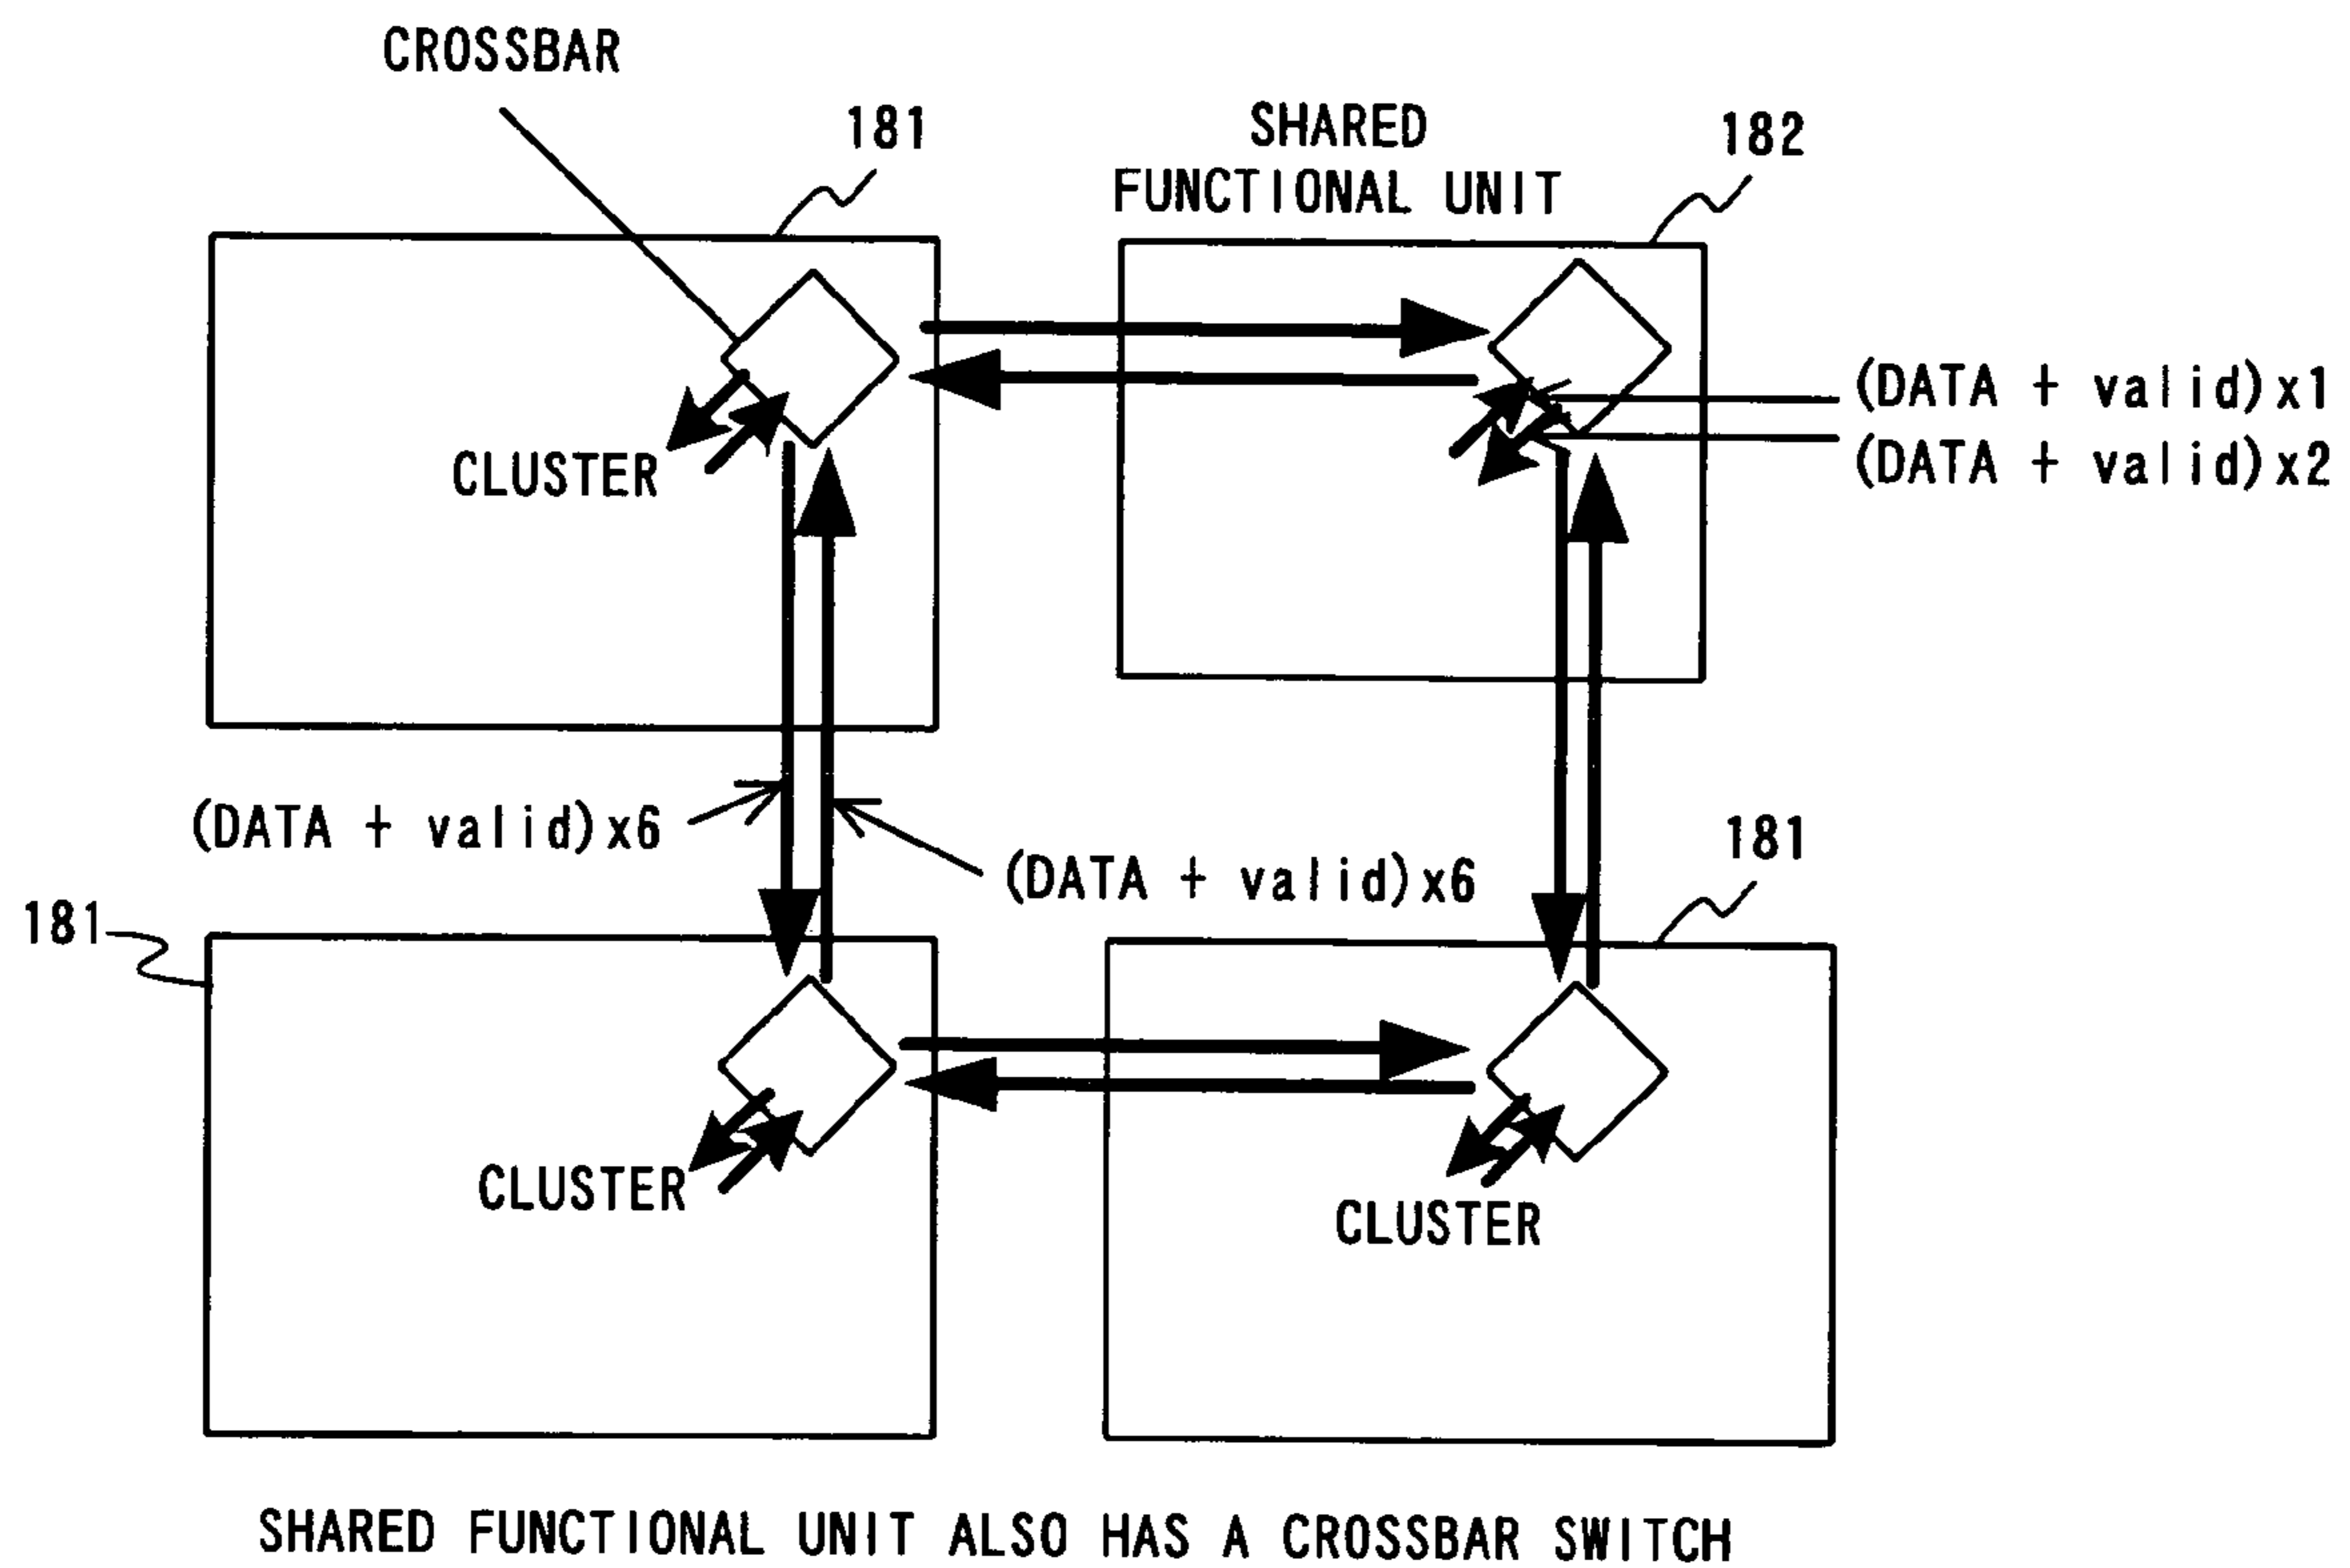 CROSSBAR
181
SHARED
FUNCTIONAL UNIT
182
(DATA + valid)x1
(DATA + valid)x2
CLUSTER
(DATA + valid)x6
(DATA + valid)x6
181
181
CLUSTER
CLUSTER
SHARED FUNCTIONAL UNIT ALSO HAS A CROSSBAR SWITCH